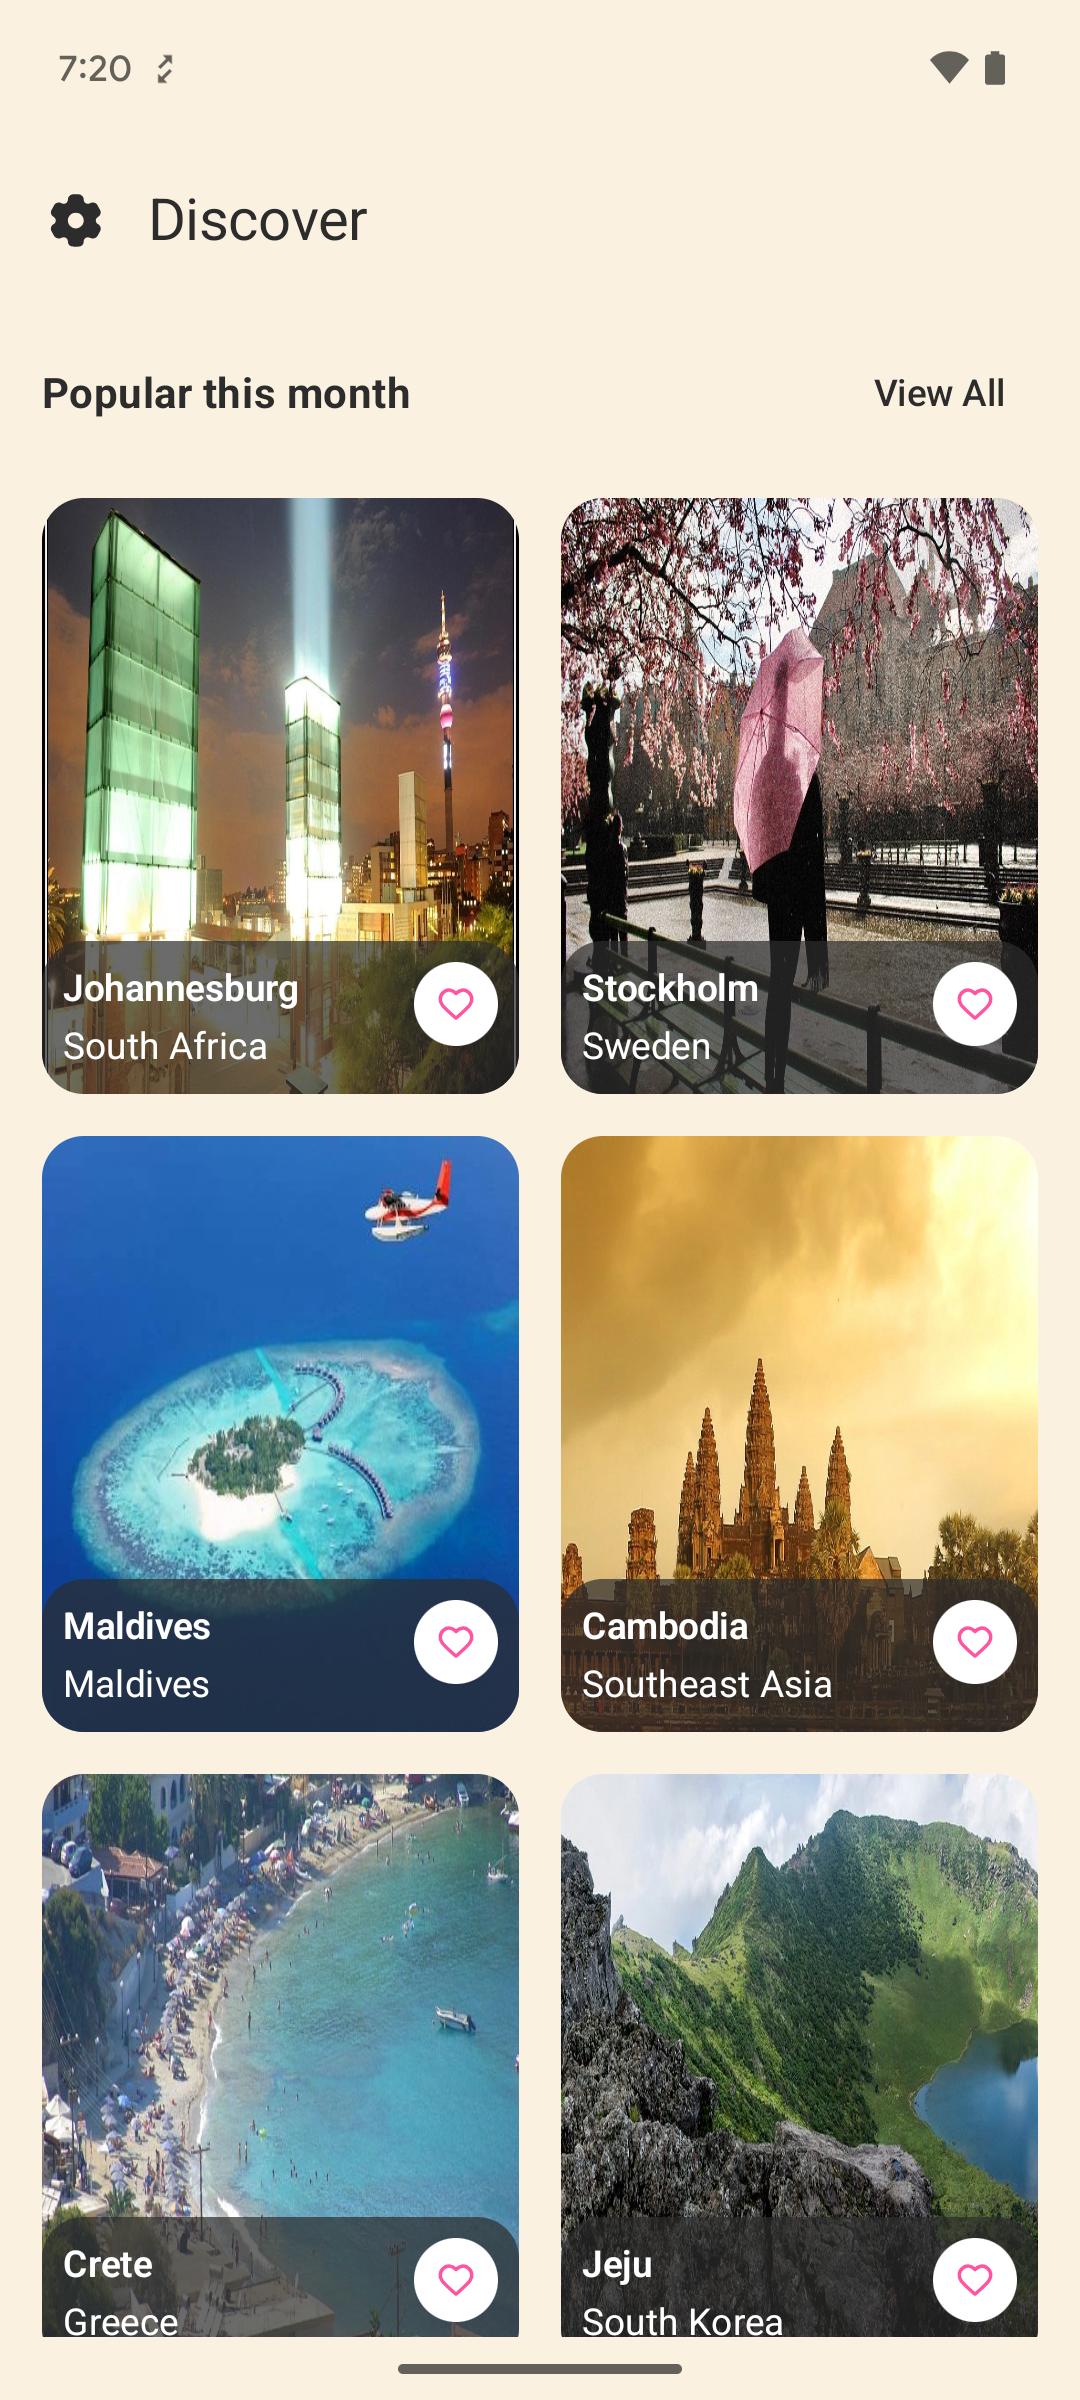 7:20
Discover
Popular this month
View All
Johannesburg
South Africa
Stockholm
Sweden
Maldives
Maldives
Cambodia
Southeast Asia
Crete
Greece
Jeju
South Korea